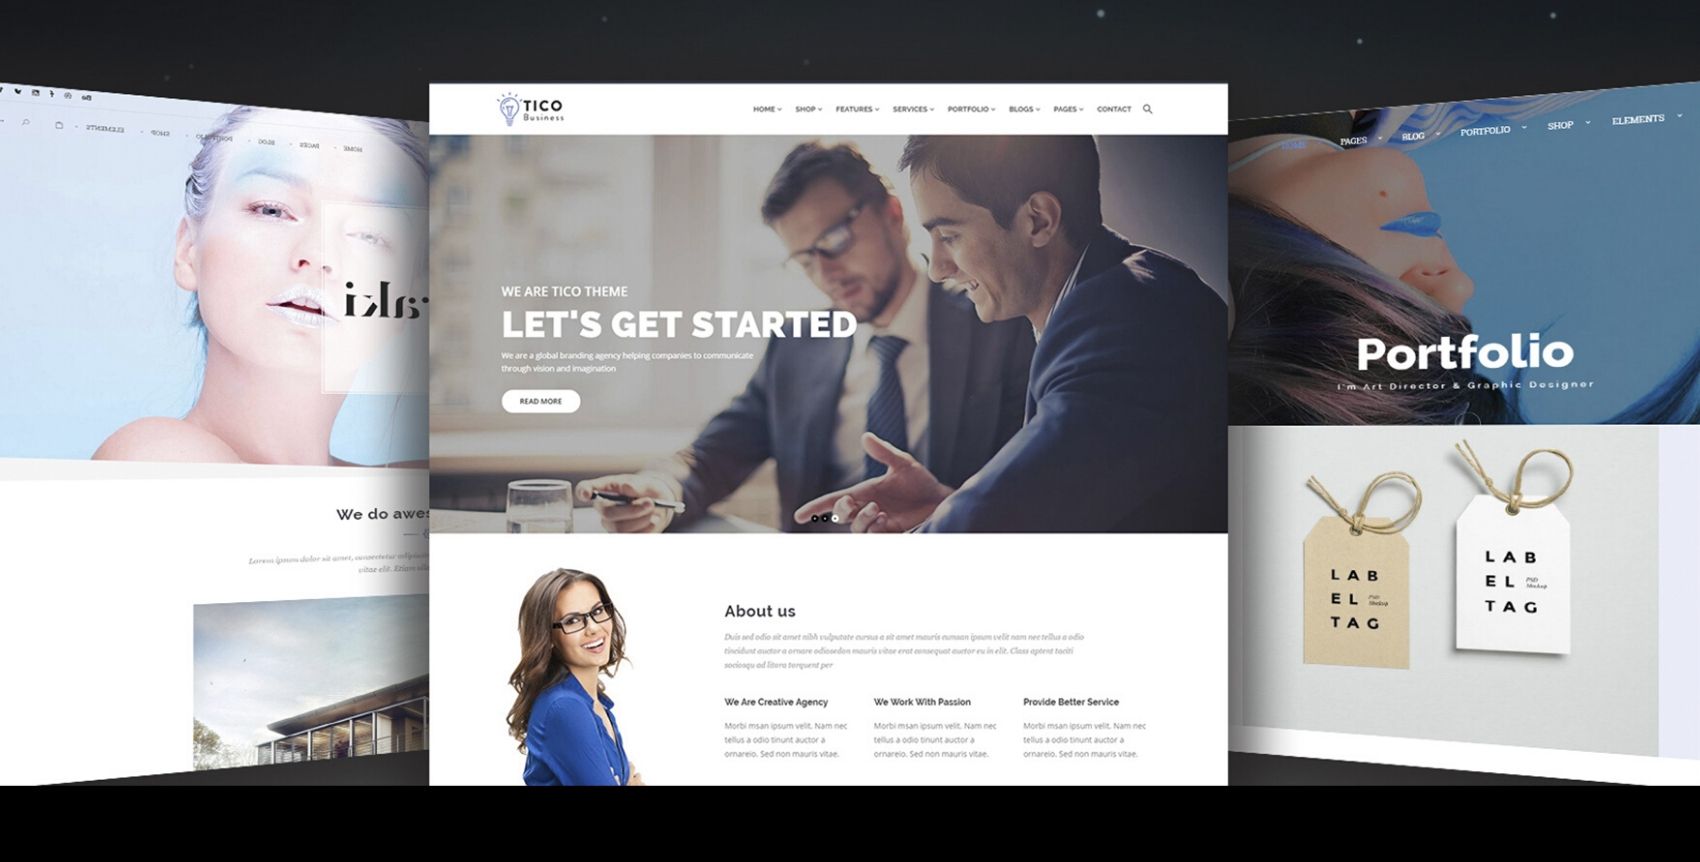 TICO
Business
HOME SHOP FEATURES SERVICES PORTFOLIO BLOGS PAGES CONTACT
WE ARE TICO THEME
LET'S GET STARTED
We are a global branding agency helping companies to communicate
through vision and imagination
READ MORE
About us
Duis sed odio sit amet nibh vulputate cursus a sit amet mauris cumsan ipsum velit nam nec tellus a odio
tincidunt auctor a ornare odiosedon mauris vitae erat consequat auctor eu in elit. Class aptent taciti
sociosqu ad litora torquent per
We Are Creative Agency
Morbi msan ipsum velit. Nam nec
tellus a odio tinunt auctor a
ornareio. Sed non mauris vitae.
We Work With Passion
Morbi msan ipsum velit. Nam nec
tellus a odio tinunt auctor a
ornareio. Sed non mauris vitae.
Provide Better Service
Morbi msan ipsum velit. Nam nec
tellus a odio tinunt auctor a
ornareio. Sed non mauris vitae.
ELEMENTS SHOP PORTFOLIO BLOG PAGES HOME
raki
We do awes
Lorem ipsum dolor sit amet, consectetur adipisc
vitae elit. Etiam
HOME PAGES BLOG PORTFOLIO SHOP ELEMENTS
Portfolio
I'm Art Director & Graphic Designer
LAB
EL PSD Mockup
TAG
LAB
EL PSD Mockup
TAG